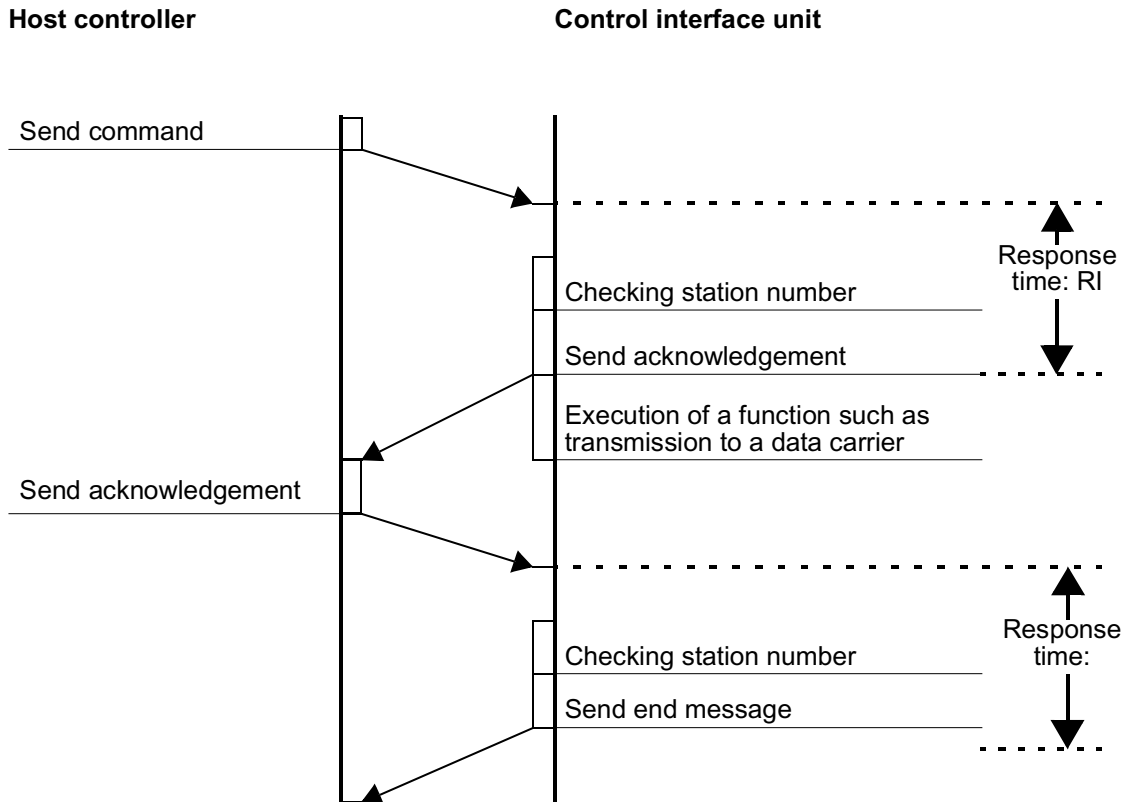 Host controller
Control interface unit
Send command
Response
time: RI
Checking station number
Send acknowledgement
Execution of a function such as
transmission to a data carrier
Send acknowledgement
Response
time:
Checking station number
Send end message